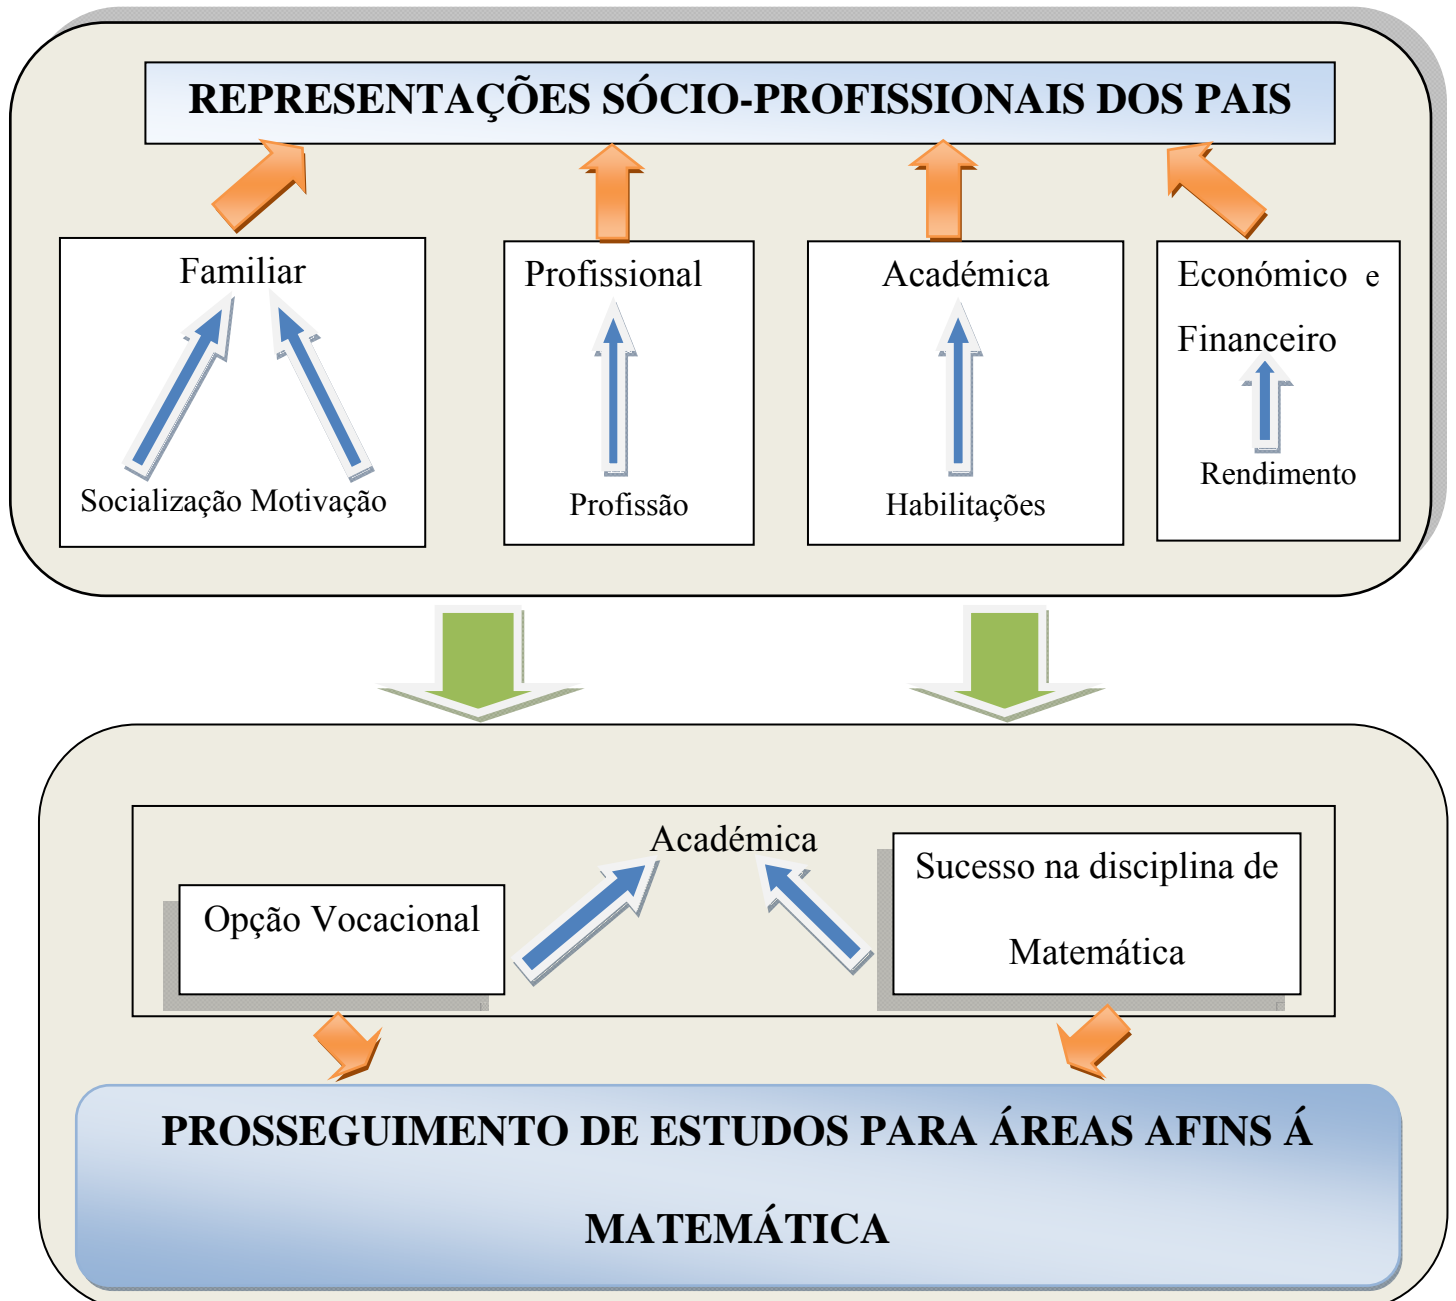 REPRESENTAÇÕES SÓCIO-PROFISSIONAIS DOS PAIS
Familiar
Socialização Motivação
Profissional
Profissão
Académica
Habilitações
Económico e
Financeiro
Rendimento
Académica
Opção Vocacional
Sucesso na disciplina de
Matemática
PROSSEGUIMENTO DE ESTUDOS PARA ÁREAS AFINS Á
MATEMÁTICA